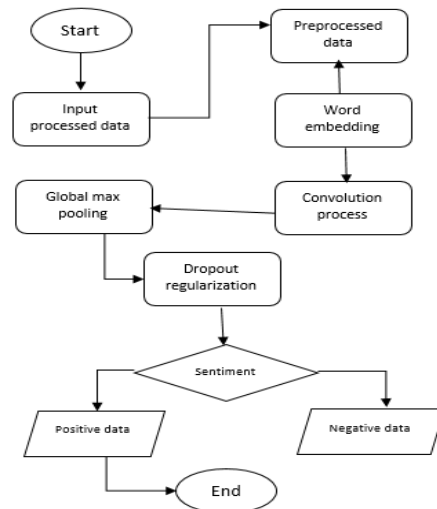 Start
Preprocessed
data
Input
processed data
Word
embedding
Global max
pooling
Convolution
process
Dropout
regularization
Sentiment
Positive data
Negative data
End